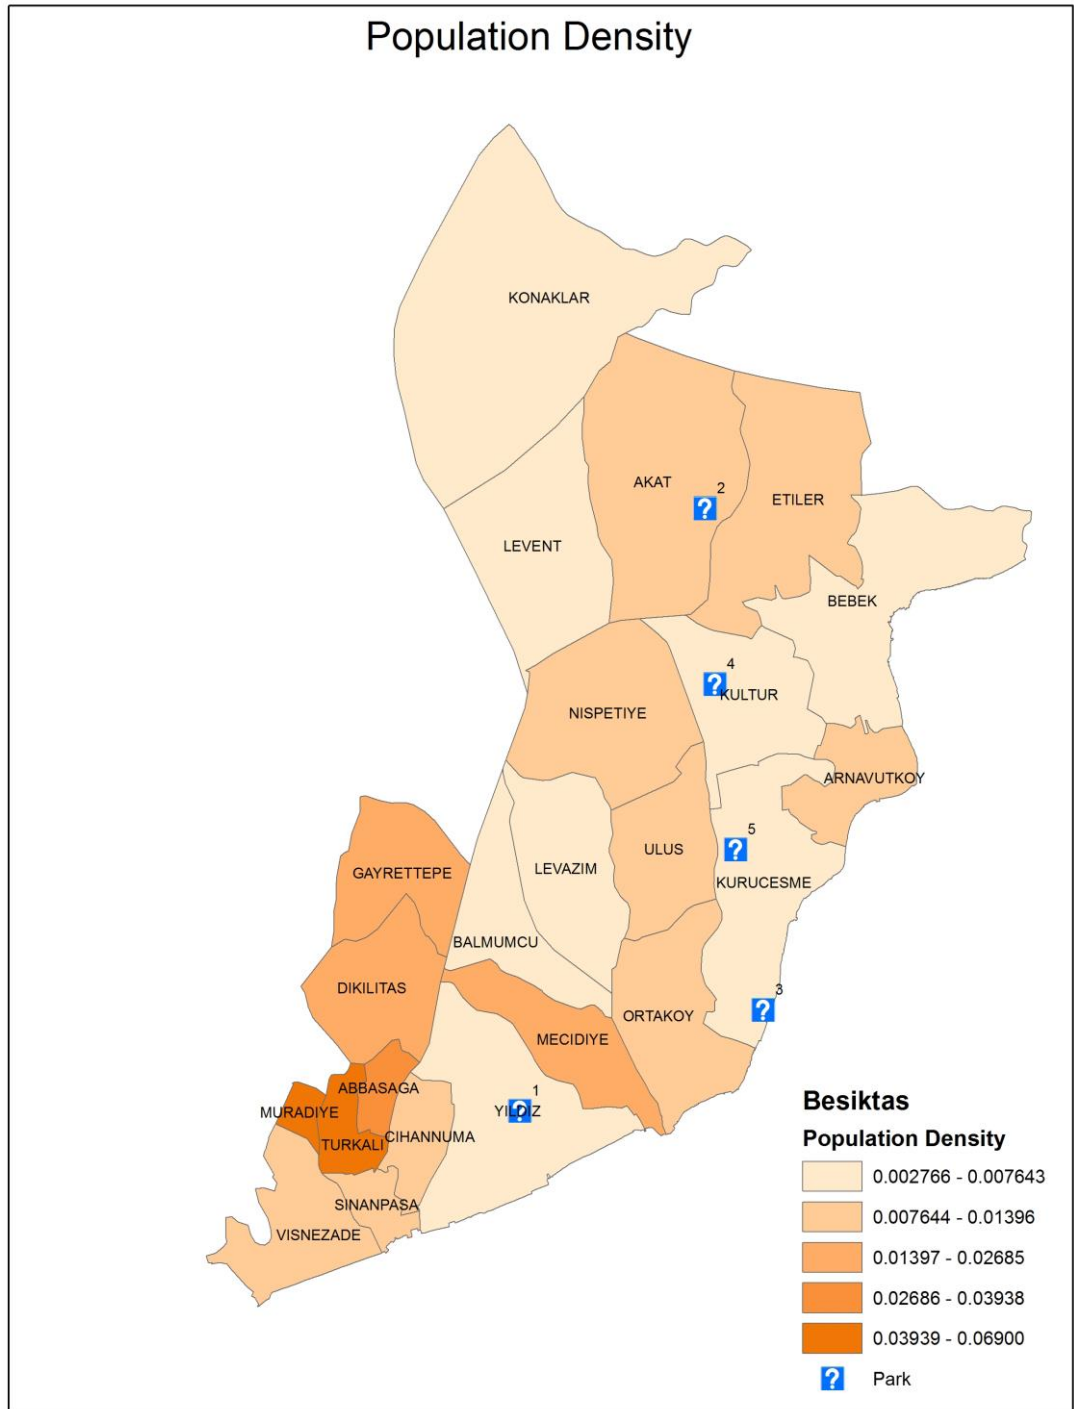 Population Density
KONAKLAR
AKAT
2
ETILER
LEVENT
BEBEK
4
KULTUR
NISPETIYE
ARNAVUTKOY
5
ULUS
GAYRETTEPE
LEVAZIM
KURUCESME
BALMUMCU
DIKILITAS
3
ORTAKOY
MECIDIYE
ABBASAGA
1
YILDIZ
MURADIYE
CIHANNUMA
TURKALI
SINANPASA
VISNEZADE
Besiktas
Population Density
0.002766 - 0.007643
0.007644 - 0.01396
0.01397 - 0.02685
0.02686 - 0.03938
0.03939 - 0.06900
? Park